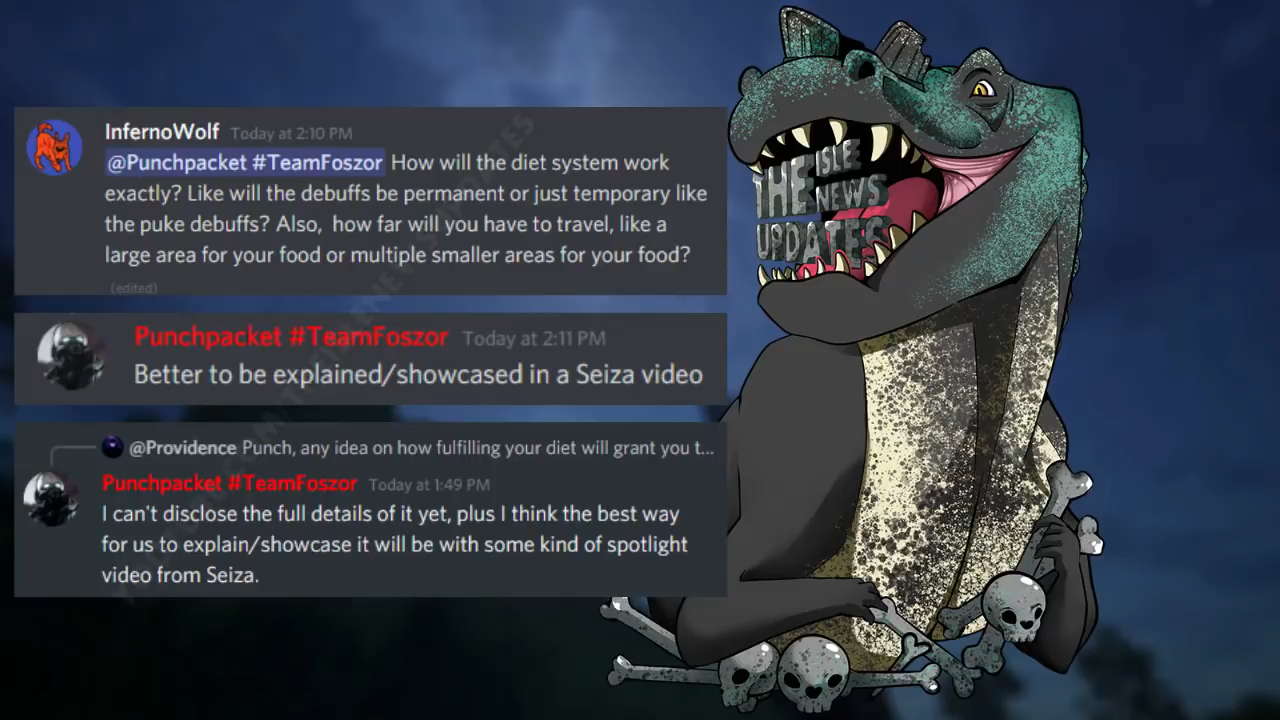 InfernoWolf Today at 2:10 PM
@Punchpacket #TeamFoszor How will the diet system work
exactly? Like will the debuffs be permanent or just temporary like
the puke debuffs? Also, how far will you have to travel, like a
large area for your food or multiple smaller areas for your food?
(edited)
Punchpacket #TeamFoszor Today at 2:11 PM
Better to be explained/showcased in a Seiza video
@Providence Punch, any idea on how fulfilling your diet will grant you t...
Punchpacket #TeamFoszor Today at 1:49 PM
I can't disclose the full details of it yet, plus I think the best way
for us to explain/showcase it will be with some kind of spotlight
video from Seiza.
THE ISLE
NEWS
UPDATES